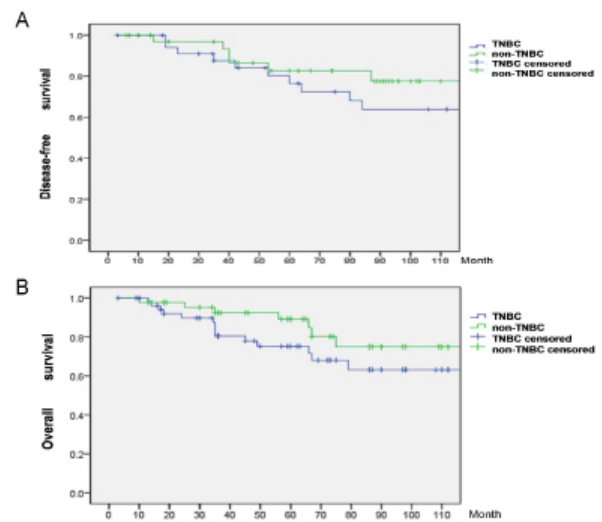 A
1.0
0.8
0.6
0.4
0.2
0.0
Disease-free survival
0 10 20 30 40 50 60 70 80 90 100 110 Month
TNBC
non-TNBC
TNBC censored
non-TNBC censored
B
1.0
0.8
0.6
0.4
0.2
0.0
Overall survival
0 10 20 30 40 50 60 70 80 90 100 110 Month
TNBC
non-TNBC
TNBC censored
non-TNBC censored